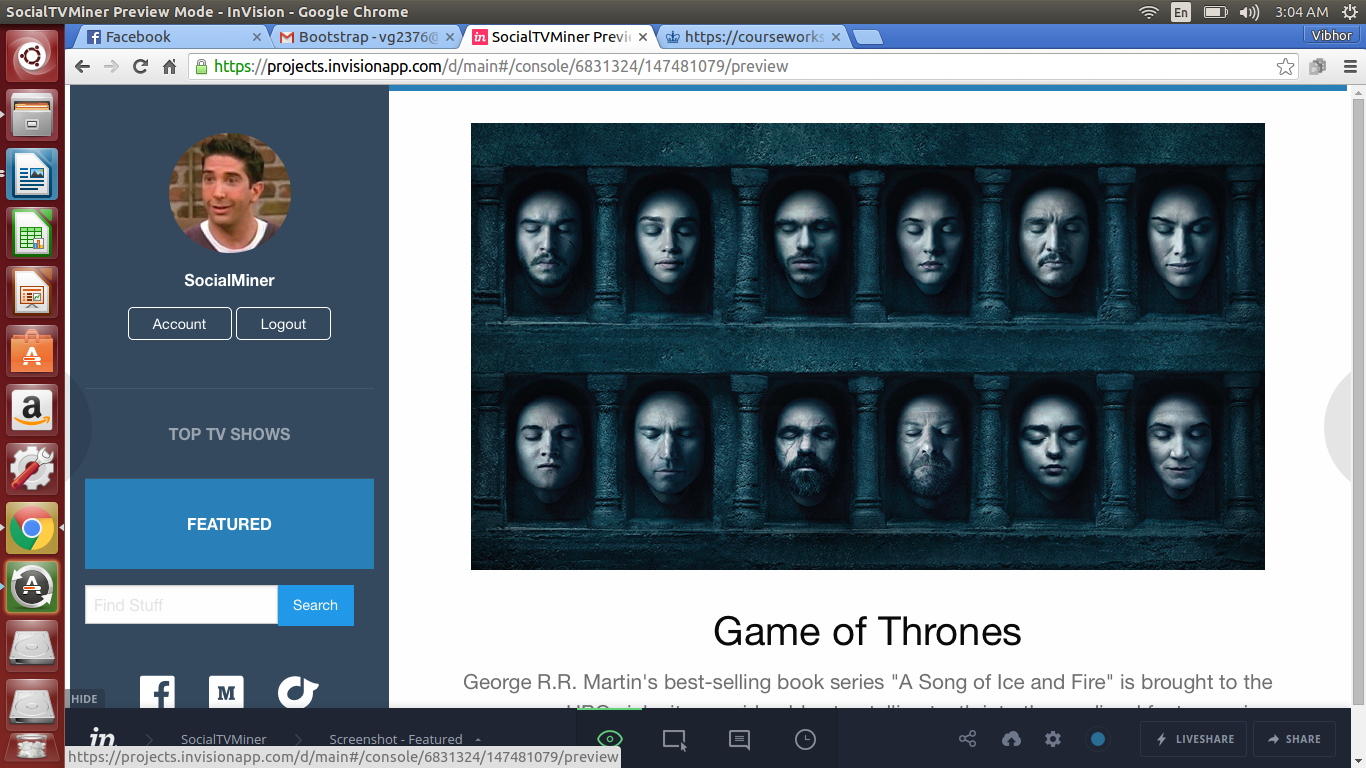 SocialTVMiner Preview Mode - InVision - Google Chrome
En
3:04 AM
Facebook
Bootstrap - vg2376@
SocialTVMiner Previ
https://courseworks
Vibhor
https://projects.invisionapp.com/d/main#/console/6831324/147481079/preview
SocialMiner
Account
Logout
TOP TV SHOWS
FEATURED
Find Stuff
Search
M
HIDE
Game of Thrones
George R.R. Martin's best-selling book series "A Song of Ice and Fire" is brought to the
in
SocialTVMiner
Screenshot - Featured
LIVESHARE
SHARE
https://projects.invisionapp.com/d/main#/console/6831324/147481079/preview